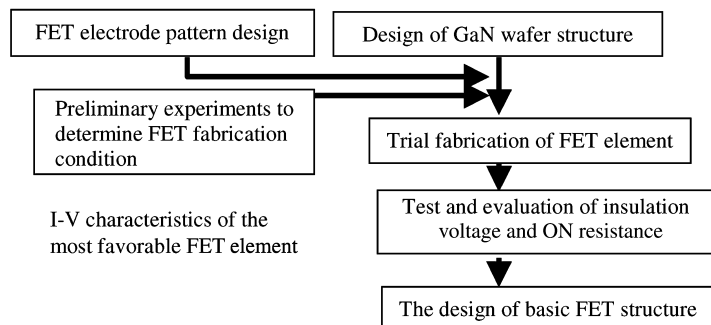 FET electrode pattern design
Design of GaN wafer structure
Preliminary experiments to
determine FET fabrication
condition
Trial fabrication of FET element
I-V characteristics of the
most favorable FET element
Test and evaluation of insulation
voltage and ON resistance
The design of basic FET structure